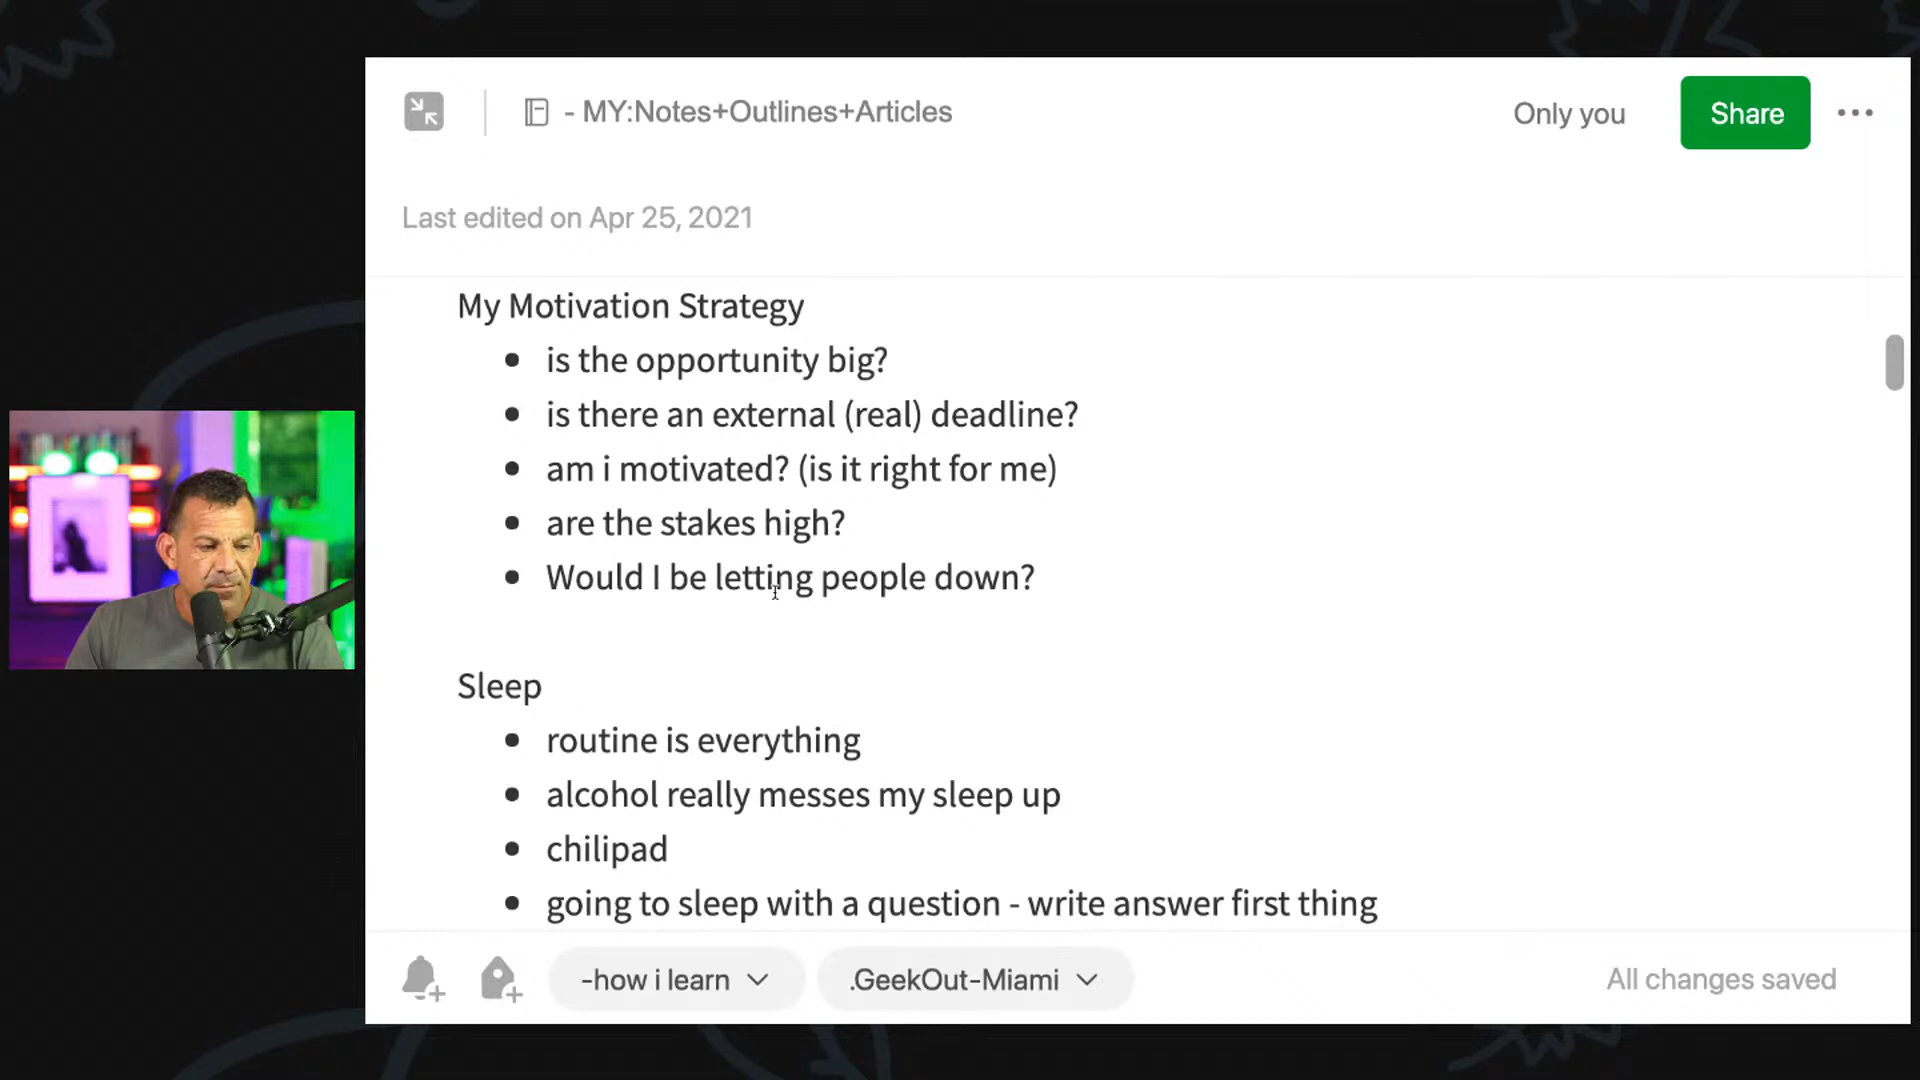 - MY:Notes+Outlines+Articles
Only you
Share
Last edited on Apr 25, 2021
My Motivation Strategy
• is the opportunity big?
• is there an external (real) deadline?
• am i motivated? (is it right for me)
• are the stakes high?
• Would I be letting people down?
Sleep
• routine is everything
• alcohol really messes my sleep up
• chilipad
• going to sleep with a question - write answer first thing
-how i learn
.GeekOut-Miami
All changes saved